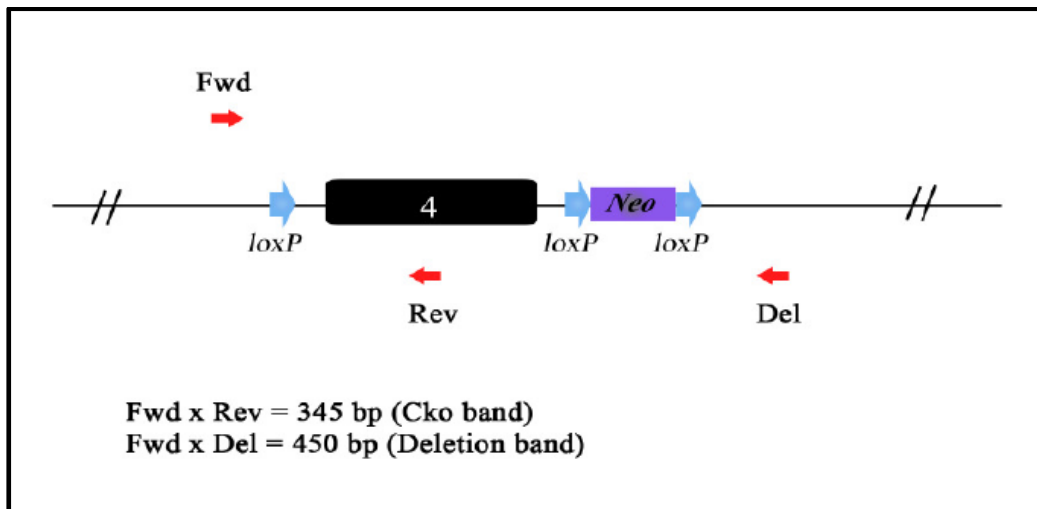 Fwd
//
//
4
Neo
loxP loxP loxP
Rev Del
Fwd x Rev = 345 bp (Cko band)
Fwd x Del = 450 bp (Deletion band)